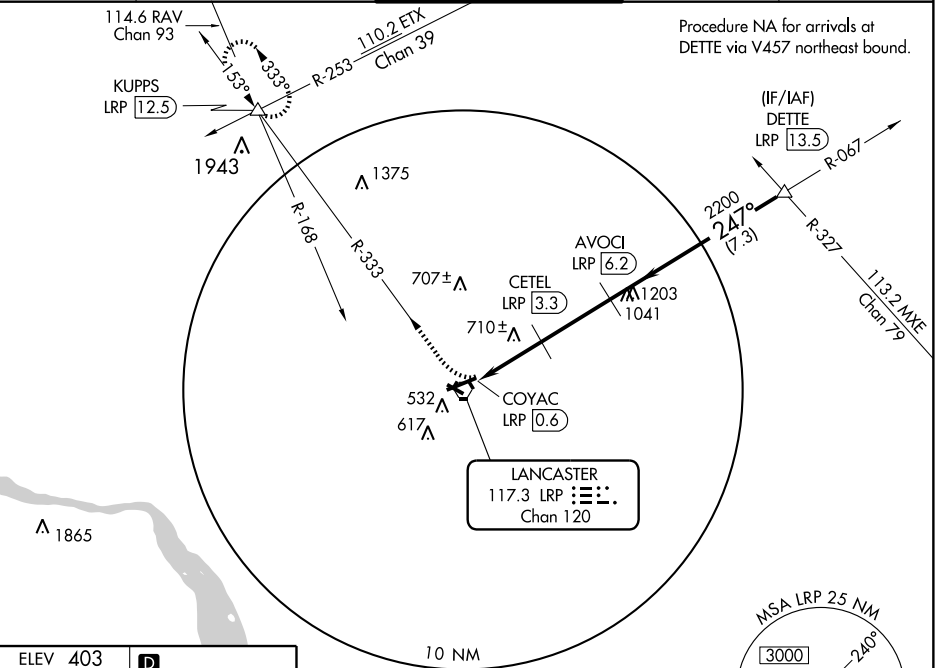 114.6 RAV
Chan 93
110.2 ETX
Chan 39
R-253
153°
333°
KUPPS
LRP 12.5
1943
1375
R-168
R-333
Procedure NA for arrivals at
DETTE via V457 northeast bound.
(IF/IAF)
DETTE
LRP 13.5
R-067
2200
247°
(7.3)
R-327
113.2 MXE
Chan 79
AVOCI
LRP 6.2
1203
1041
CETEL
LRP 3.3
707±
710±
532
617
COYAC
LRP 0.6
LANCASTER
117.3 LRP
Chan 120
1865
10 NM
MSA LRP 25 NM
3000
240°
ELEV 403
D